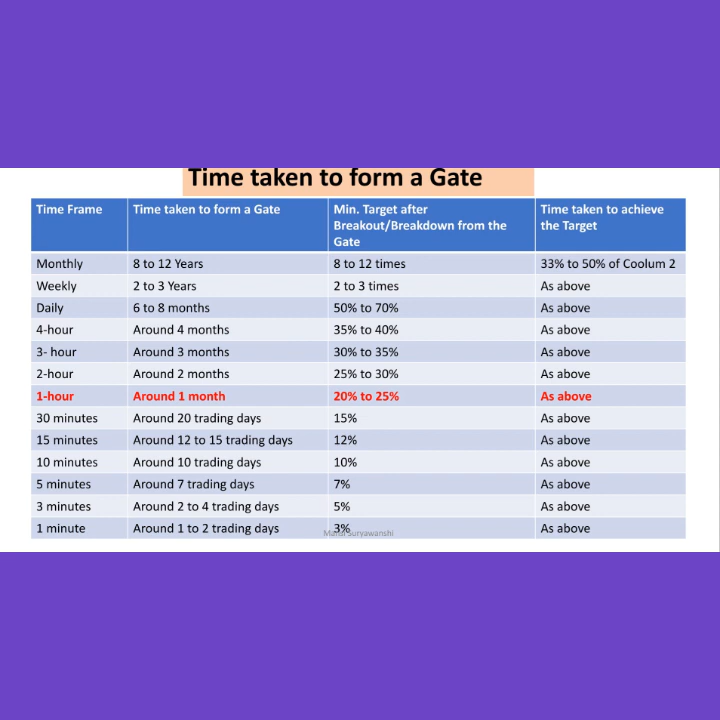 Time taken to form a Gate
Time Frame Time taken to form a Gate Min. Target after Time taken to achieve
Breakout/Breakdown from the the Target
Gate
Monthly 8 to 12 Years 8 to 12 times 33% to 50% of Coolum 2
Weekly 2 to 3 Years 2 to 3 times As above
Daily 6 to 8 months 50% to 70% As above
4-hour Around 4 months 35% to 40% As above
3- hour Around 3 months 30% to 35% As above
2-hour Around 2 months 25% to 30% As above
1-hour Around 1 month 20% to 25% As above
30 minutes Around 20 trading days 15% As above
15 minutes Around 12 to 15 trading days 12% As above
10 minutes Around 10 trading days 10% As above
5 minutes Around 7 trading days 7% As above
3 minutes Around 2 to 4 trading days 5% As above
1 minute Around 1 to 2 trading days 3% As above
Suryawanshi